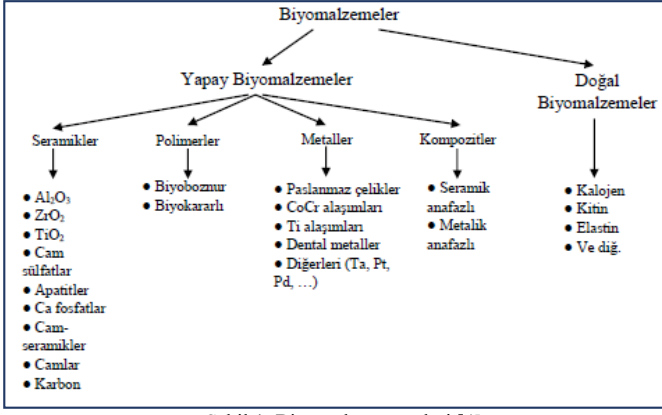 Biyomalzemeler
Yapay Biyomalzemeler
Doğal
Biyomalzemeler
Seramikler
Polimerler
Metaller
Kompozitler
● Al₂O₃
● ZrO₂
● TiO₂
● Cam
sülfatlar
● Apatitler
● Ca fosfatlar
● Cam-
seramikler
● Camlar
● Karbon
● Biyoboznur
● Biyokararlı
● Paslanmaz çelikler
● CoCr alaşımları
● Ti alaşımları
● Dental metaller
● Diğerleri (Ta, Pt,
Pd, …)
● Seramik
anafazlı
● Metalik
anafazlı
● Kalojen
● Kitin
● Elastin
● Ve diğ.